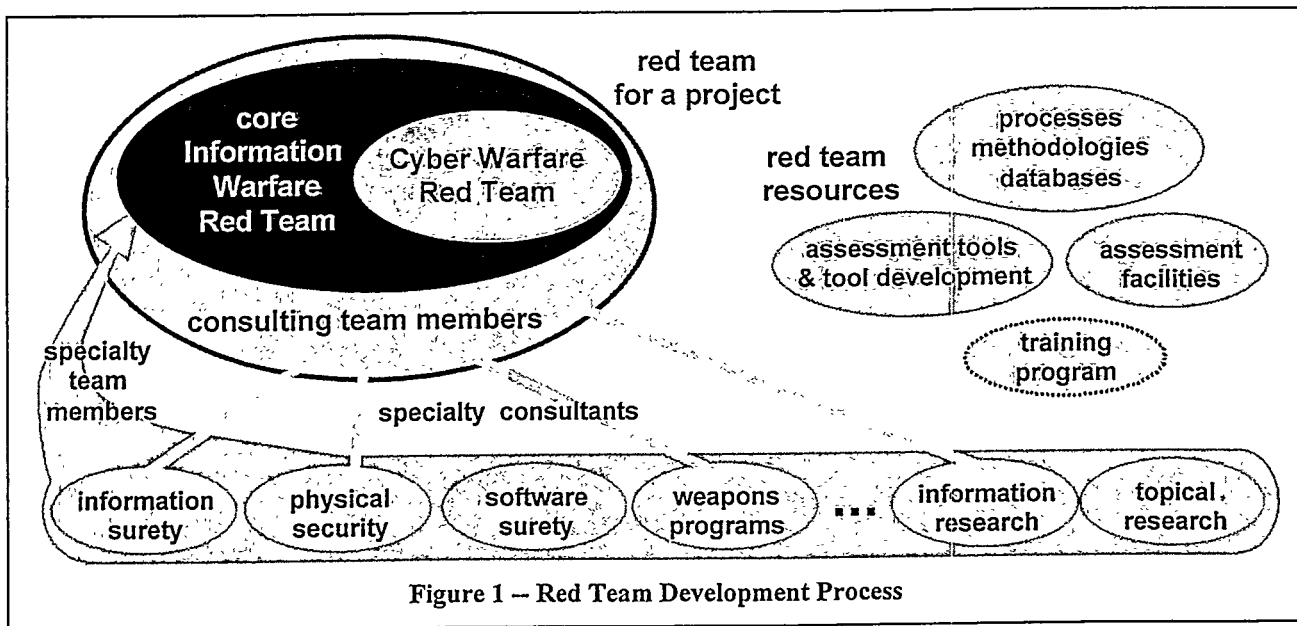 red team
for a project
core
Information
Warfare
Red Team
Cyber Warfare
Red Team
consulting team members
red team
resources
processes
methodologies
databases
assessment tools
& tool development
assessment
facilities
training
program
specialty
team
members
specialty consultants
information
surety
physical
security
software
surety
weapons
programs
...
information
research
topical
research
Figure 1 -- Red Team Development Process